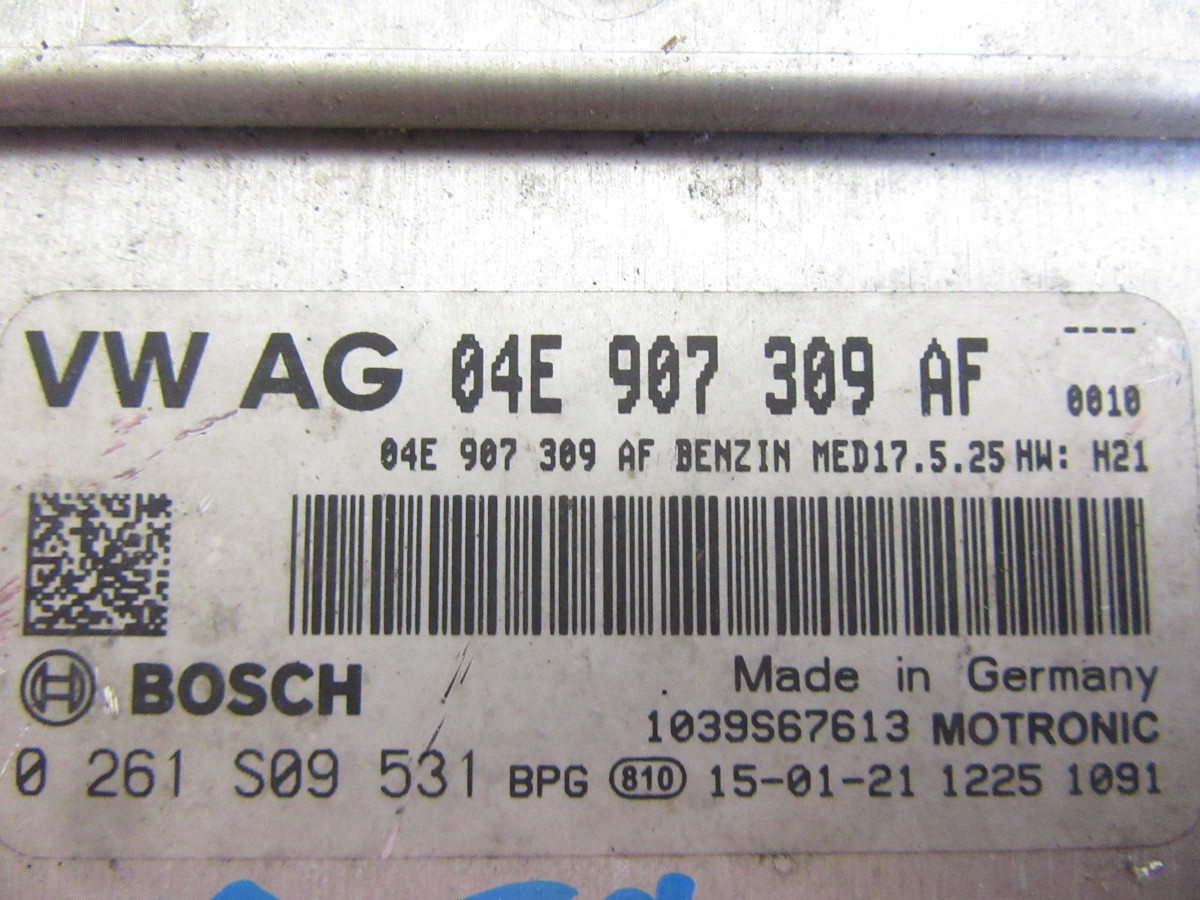 VW AG 04E 907 309 AF ----
0010
04E 907 309 AF BENZIN MED17.5.25 HW: H21
BOSCH
Made in Germany
1039S67613 MOTRONIC
0 261 S09 531 BPG 810 15-01-21 1225 1091